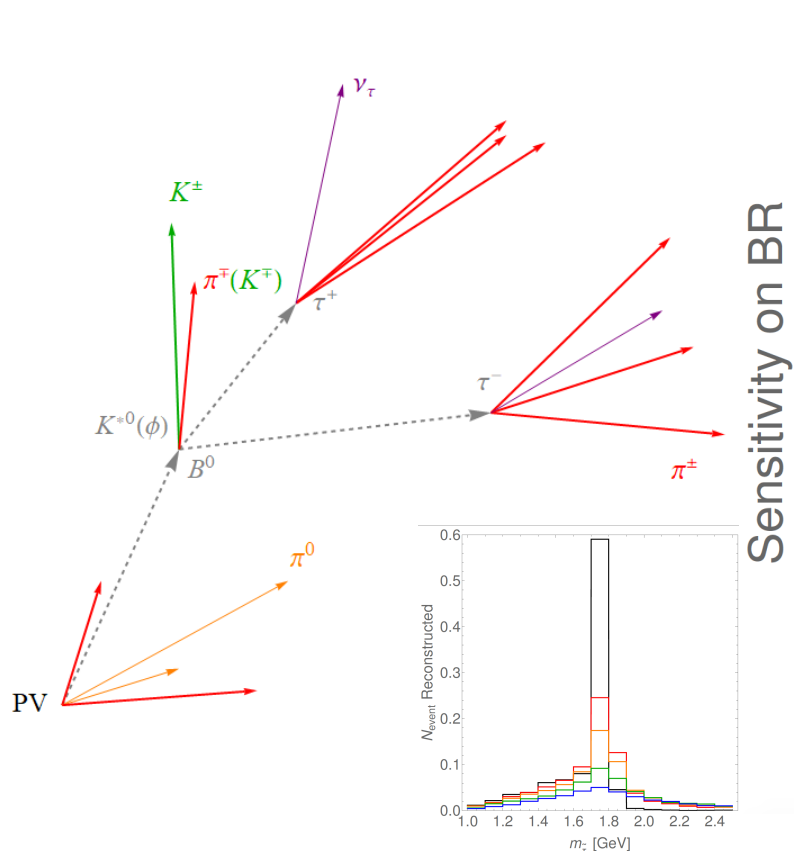 ν_τ
K^±
π^∓(K^∓)
τ^+
τ^−
K^{*0}(ϕ)
B^0
π^±
π^0
PV
Sensitivity on BR
N_event Reconstructed
0.6
0.5
0.4
0.3
0.2
0.1
0.0
1.0 1.2 1.4 1.6 1.8 2.0 2.2 2.4